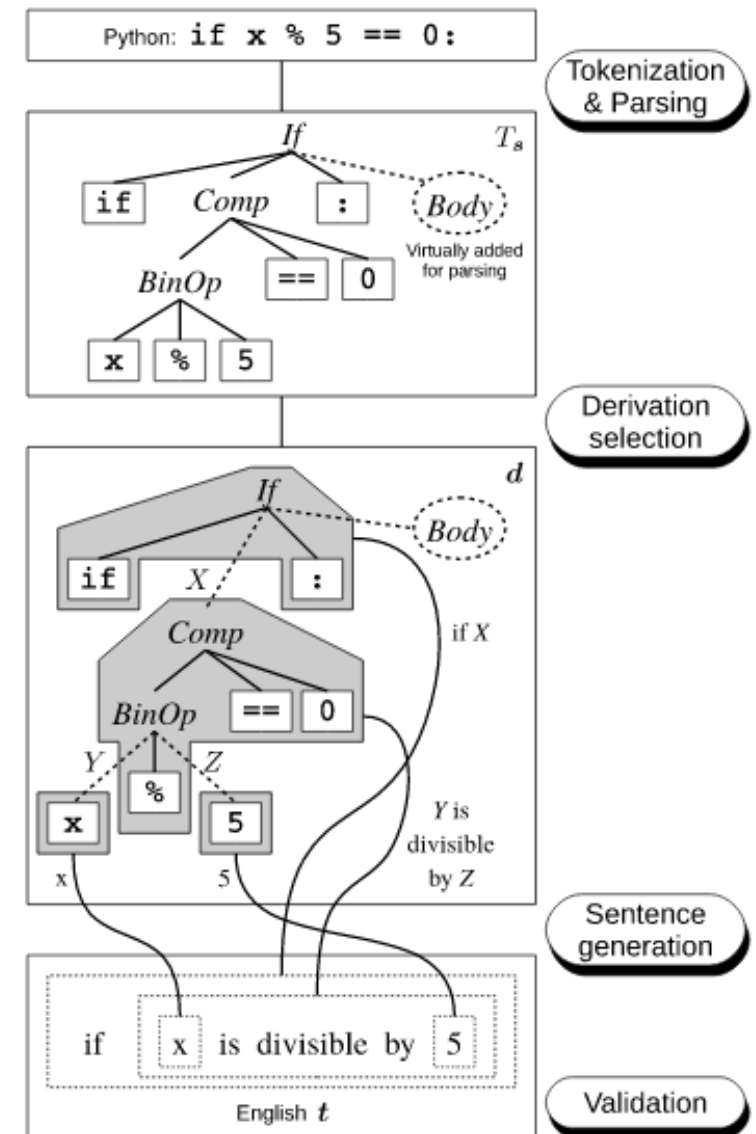 Python: if x % 5 == 0:
Tokenization
& Parsing
If
T_s
if
Comp
:
Body
Virtually added
for parsing
BinOp
==
0
x
%
5
Derivation
selection
d
If
Body
if
X
:
if X
Comp
BinOp
==
0
Y
%
Z
x
5
Y is
divisible
by Z
x
5
Sentence
generation
if x is divisible by 5
English t
Validation